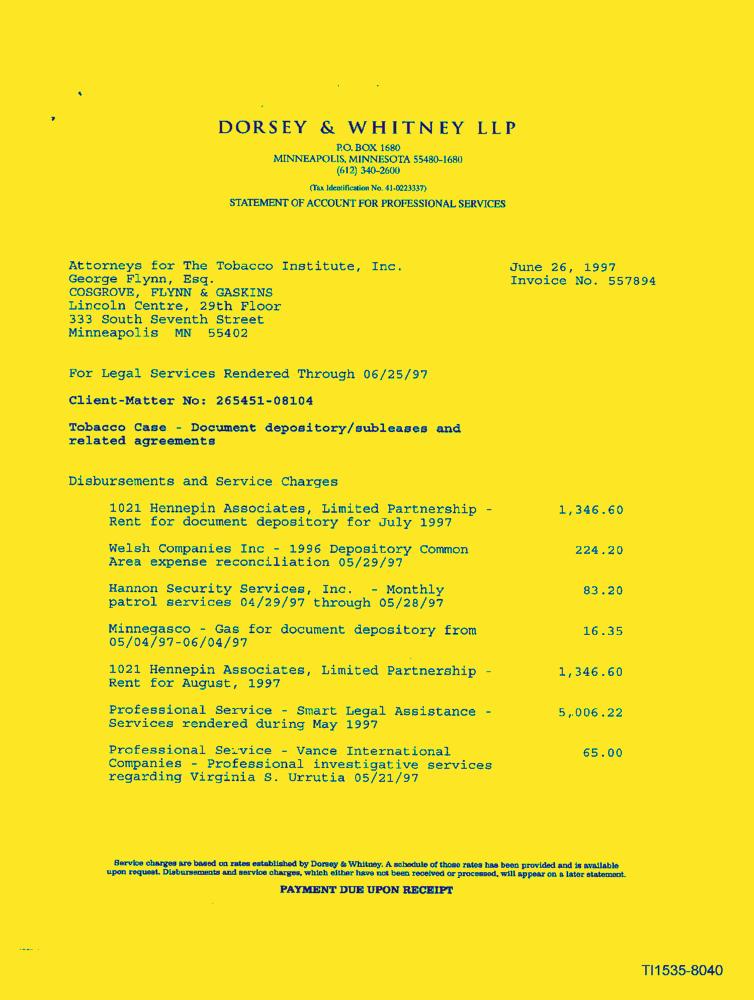 DORSEY & WHITNEY LLP
P.O. BOX 1680
MINNEAPOLIS, MINNESOTA 55480-1680
(612) 340-2600
(Tax Identification No. 41-0223337)
STATEMENT OF ACCOUNT FOR PROFESSIONAL SERVICES
Attorneys for The Tobacco Institute, Inc. June 26, 1997
George Flynn, Esq. Invoice No. 557894
COSGROVE, FLYNN & GASKINS
Lincoln Centre, 29th Floor
333 South Seventh Street
Minneapolis MN 55402
For Legal Services Rendered Through 06/25/97
Client-Matter No: 265451-08104
Tobacco Case - Document depository/subleases and
related agreements
Disbursements and Service Charges
1021 Hennepin Associates, Limited Partnership - 1,346.60
Rent for document depository for July 1997
Welsh Companies Inc - 1996 Depository Common 224.20
Area expense reconciliation 05/29/97
Hannon Security Services, Inc. - Monthly 83.20
patrol services 04/29/97 through 05/28/97
Minnegasco - Gas for document depository from 16.35
05/04/97-06/04/97
1021 Hennepin Associates, Limited Partnership - 1,346.60
Rent for August, 1997
Professional Service - Smart Legal Assistance - 5,006.22
Services rendered during May 1997
Professional Service - Vance International 65.00
Companies - Professional investigative services
regarding Virginia S. Urrutia 05/21/97
Service charges are based on rates established by Dorsey & Whitney. A schedule of those rates has been provided and is available
upon request. Disbursements and service charges, which either have not been received or processed, will appear on a later statement.
PAYMENT DUE UPON RECEIPT
TI1535-8040